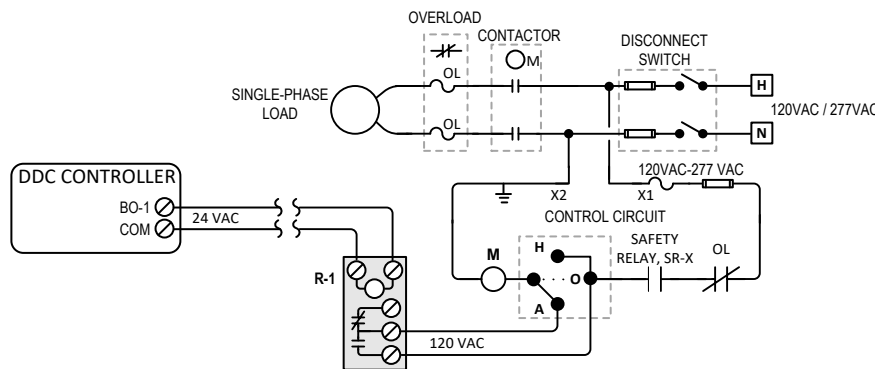 OVERLOAD
CONTACTOR
M
DISCONNECT
SWITCH
OL
H
SINGLE-PHASE
LOAD
120VAC / 277VAC
OL
N
DDC CONTROLLER
BO-1
24 VAC
COM
120VAC-277 VAC
X2
X1
CONTROL CIRCUIT
H
SAFETY
RELAY, SR-X
OL
M
O
A
R-1
120 VAC